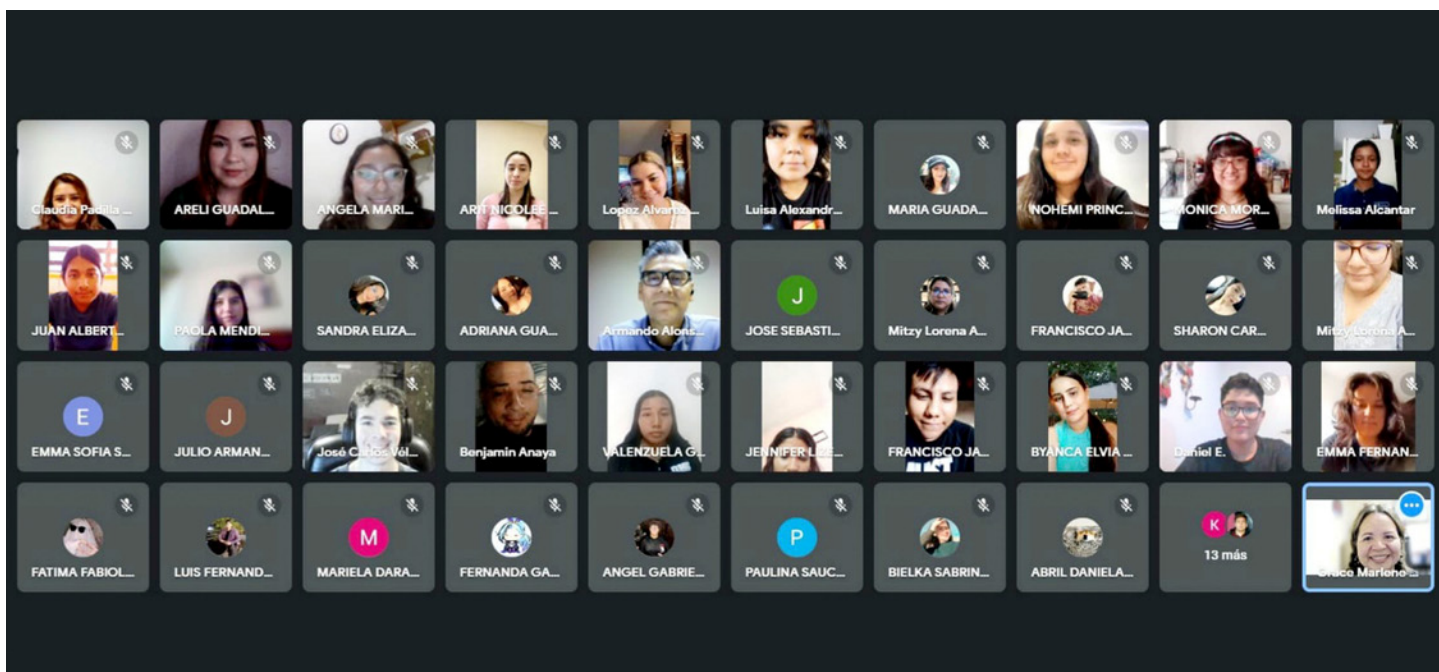 Claudia Padilla ...
ARELI GUADAL...
ANGELA MARI...
ARIT NICOLEE ...
Lopez Alvaro...
Luisa Alexandr...
MARIA GUADA...
NOHEMI PRINC...
MONICA MOR...
Melissa Alcantar
JUAN ALBERT...
PAOLA MENDI...
SANDRA ELIZA...
ADRIANA GUA...
Armando Alons...
J
JOSE SEBASTI...
Mitzy Lorena A...
FRANCISCO JA...
SHARON CAR...
Mitzy Lorena A...
E
EMMA SOFIA S...
J
JULIO ARMAN...
José Carlos Vél...
Benjamin Anaya
VALENZUELA G...
JENNIFER
FRANCISCO JA...
BYANCA ELVIA ...
Daniel E.
EMMA FERNAN...
FATIMA FABIOL...
LUIS FERNAND...
M
MARIELA DARA...
FERNANDA GA...
ANGEL GABRIE...
P
PAULINA SAUC...
BIELKA SABRIN...
ABRIL DANIELA...
K
13 más
Grace Marlene ...